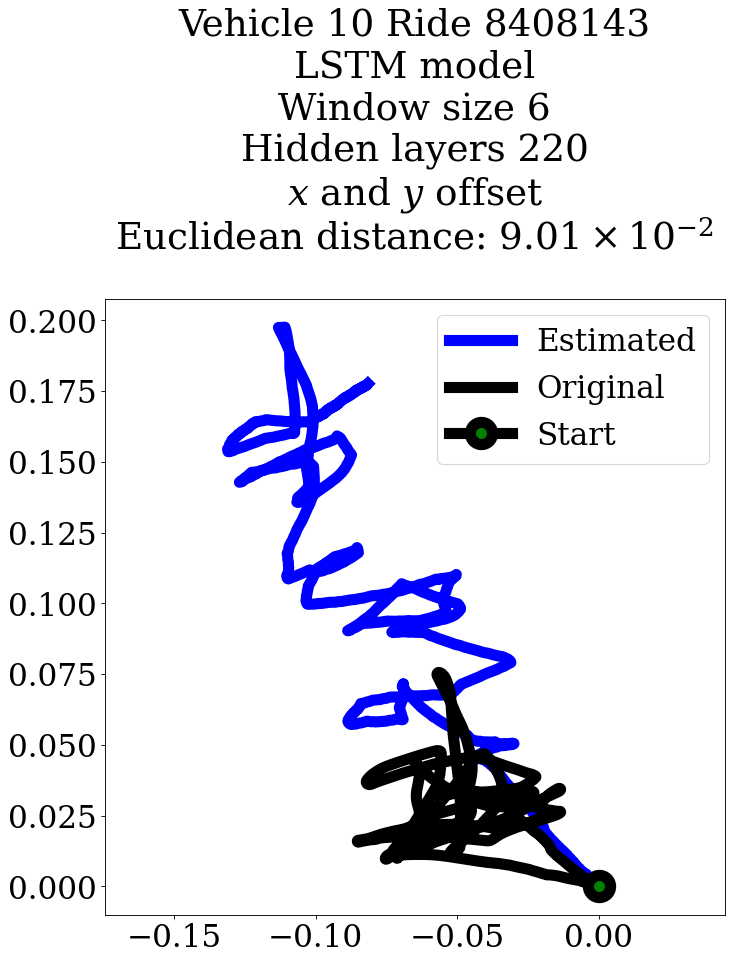 Vehicle 10 Ride 8408143
LSTM model
Window size 6
Hidden layers 220
x and y offset
Euclidean distance: 9.01 × 10⁻²
Estimated
Original
Start
0.200
0.175
0.150
0.125
0.100
0.075
0.050
0.025
0.000
−0.15 −0.10 −0.05 0.00